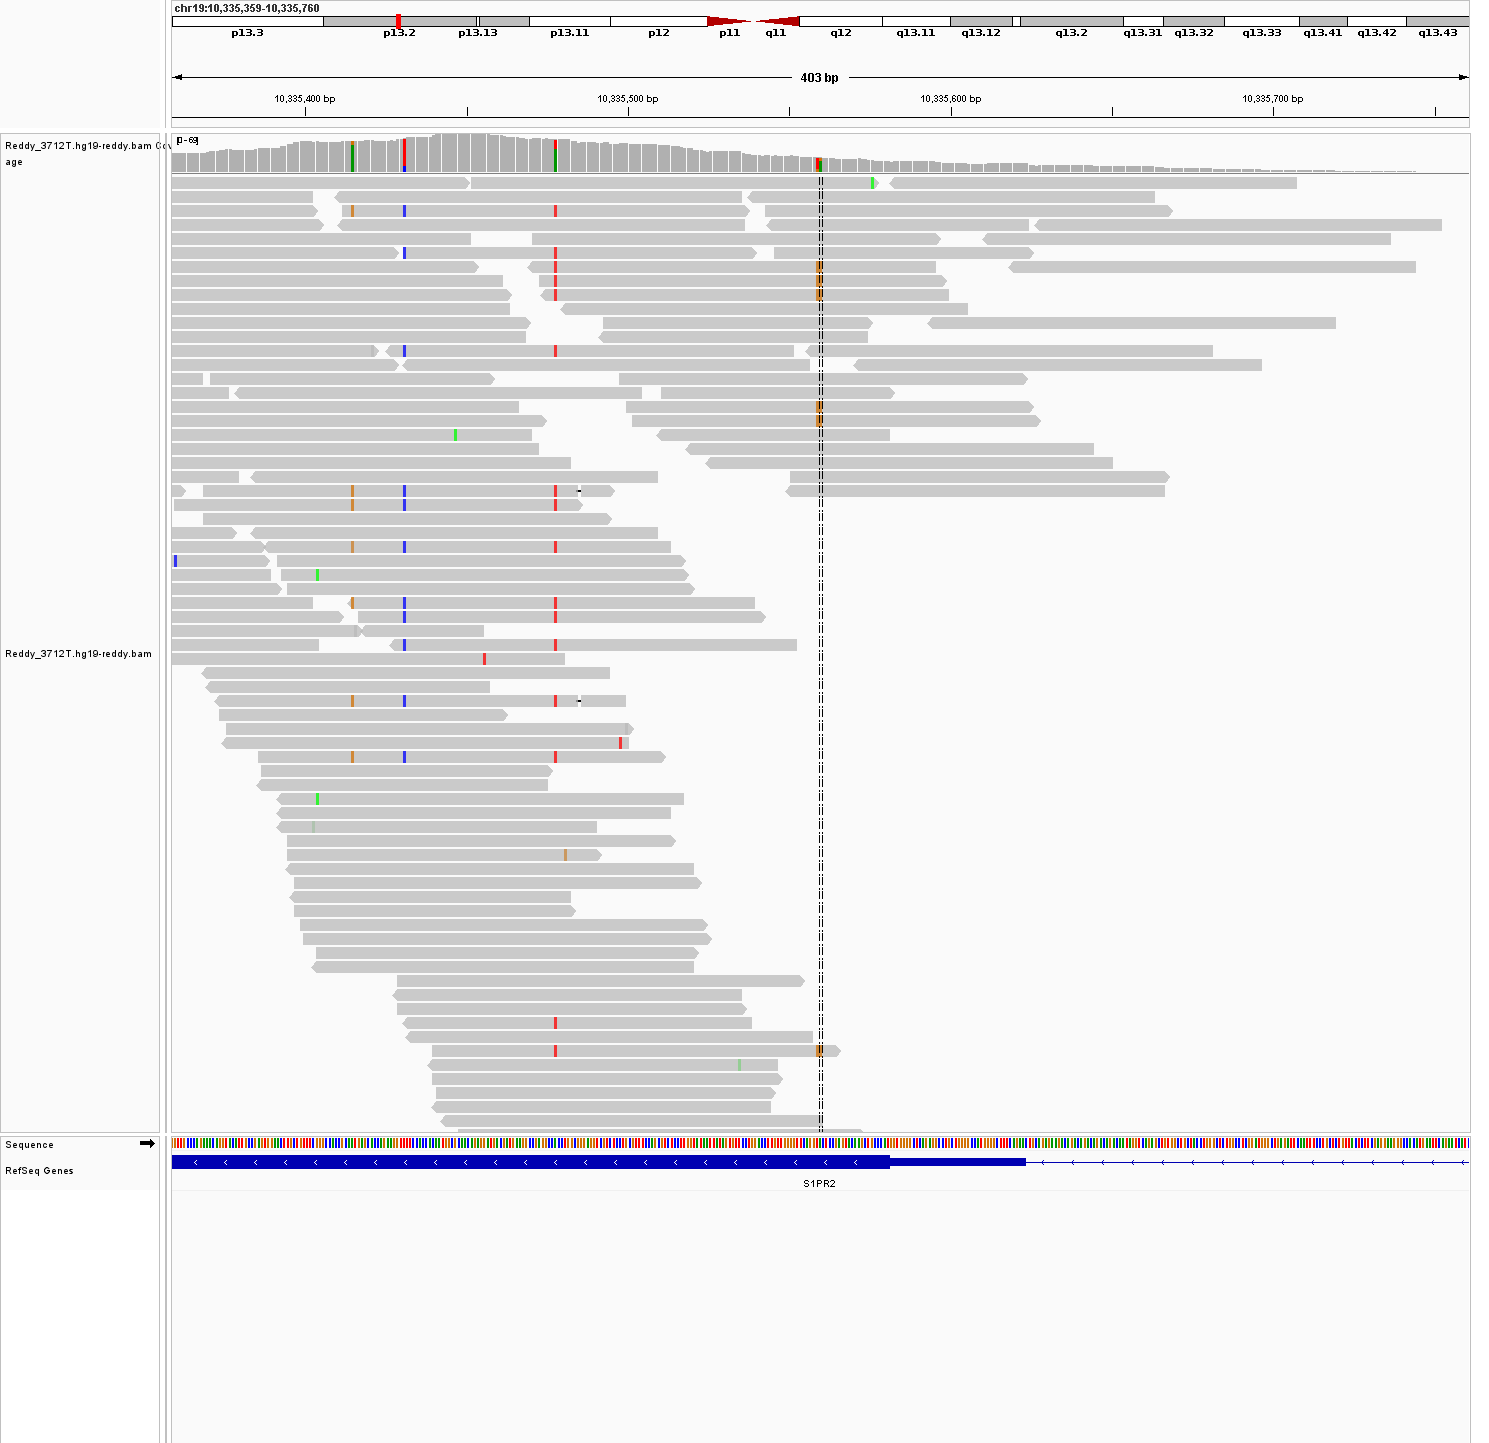 chr19:10,335,359-10,335,760
p13.3 p13.2 p13.13 p13.11 p12 p11 q11 q12 q13.11 q13.12 q13.2 q13.31 q13.32 q13.33 q13.41 q13.42 q13.43
403 bp
10,335,400 bp 10,335,500 bp 10,335,600 bp 10,335,700 bp
Reddy_3712T.hg19-reddy.bam Cov
age
[0-69]
Reddy_3712T.hg19-reddy.bam
Sequence
RefSeq Genes
S1PR2